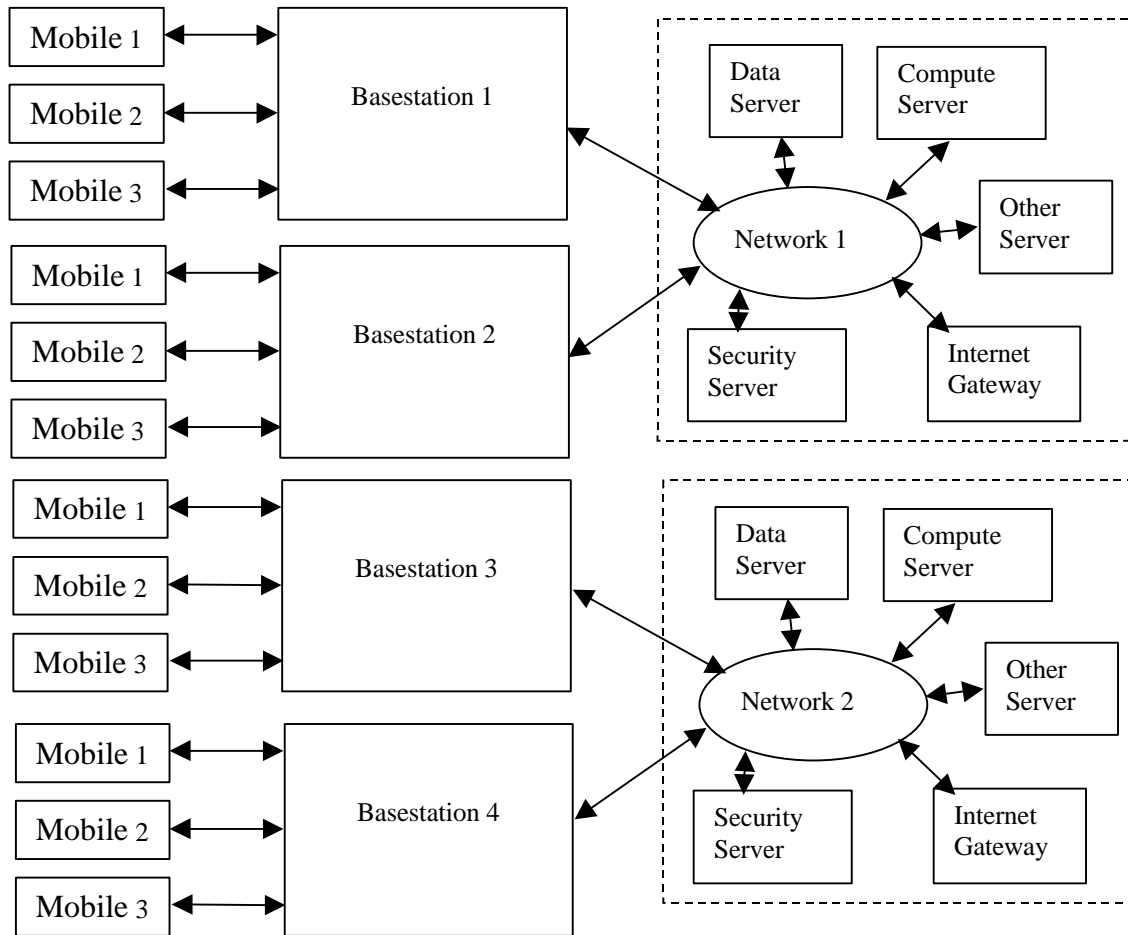 Mobile 1
Mobile 2
Mobile 3
Basestation 1
Mobile 1
Mobile 2
Mobile 3
Basestation 2
Data
Server
Compute
Server
Other
Server
Network 1
Security
Server
Internet
Gateway
Mobile 1
Mobile 2
Mobile 3
Basestation 3
Mobile 1
Mobile 2
Mobile 3
Basestation 4
Data
Server
Compute
Server
Other
Server
Network 2
Security
Server
Internet
Gateway